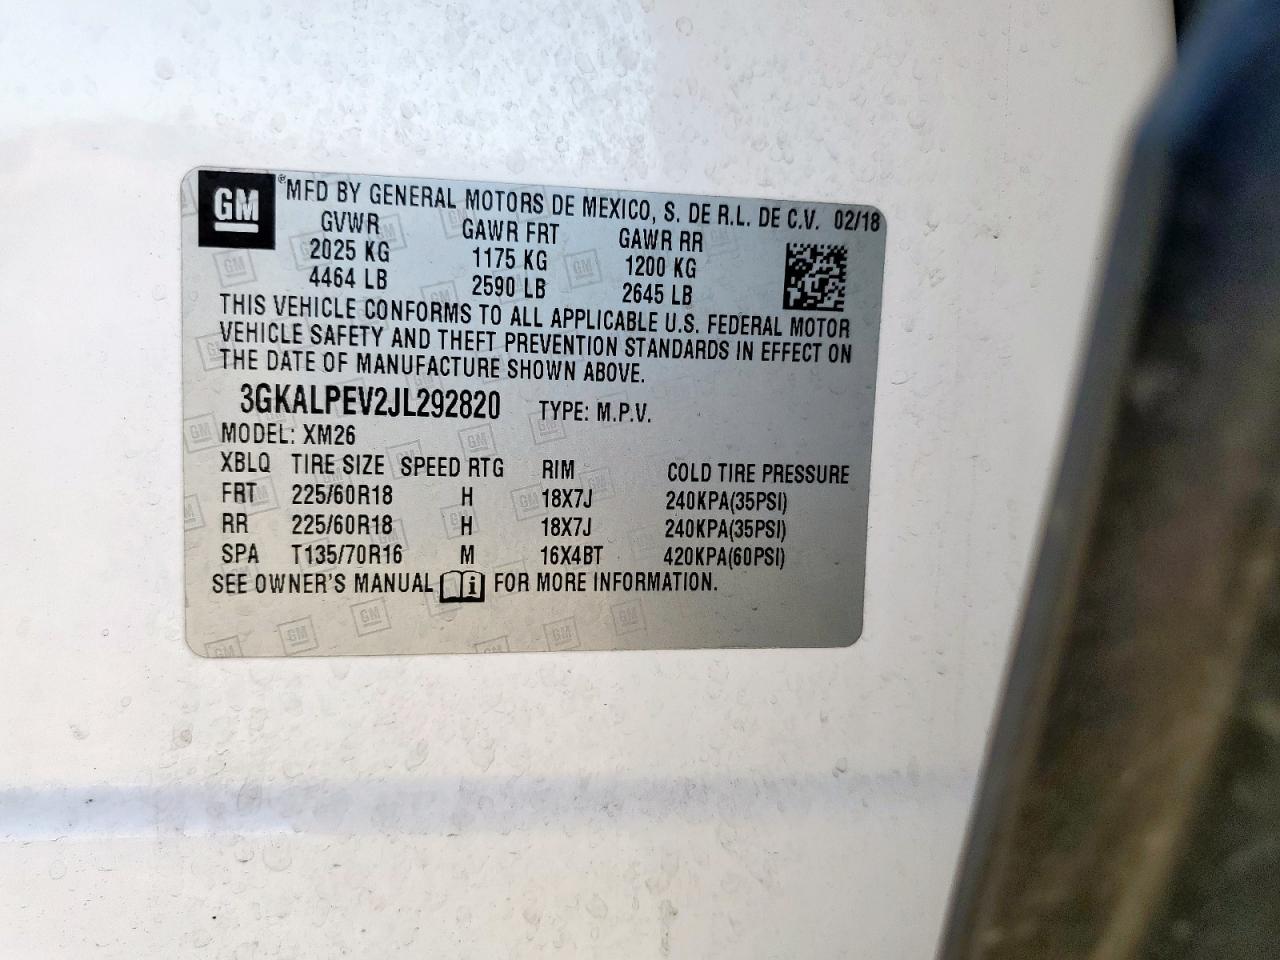 GM ® MFD BY GENERAL MOTORS DE MEXICO, S. DE R.L. DE C.V. 02/18
GVWR GAWR FRT GAWR RR
2025 KG 1175 KG 1200 KG
4464 LB 2590 LB 2645 LB
THIS VEHICLE CONFORMS TO ALL APPLICABLE U.S. FEDERAL MOTOR
VEHICLE SAFETY AND THEFT PREVENTION STANDARDS IN EFFECT ON
THE DATE OF MANUFACTURE SHOWN ABOVE.
3GKALPEV2JL292820 TYPE: M.P.V.
MODEL: XM26
XBLQ TIRE SIZE SPEED RTG RIM COLD TIRE PRESSURE
FRT 225/60R18 H 18X7J 240KPA(35PSI)
RR 225/60R18 H 18X7J 240KPA(35PSI)
SPA T135/70R16 M 16X4BT 420KPA(60PSI)
SEE OWNER'S MANUAL i FOR MORE INFORMATION.